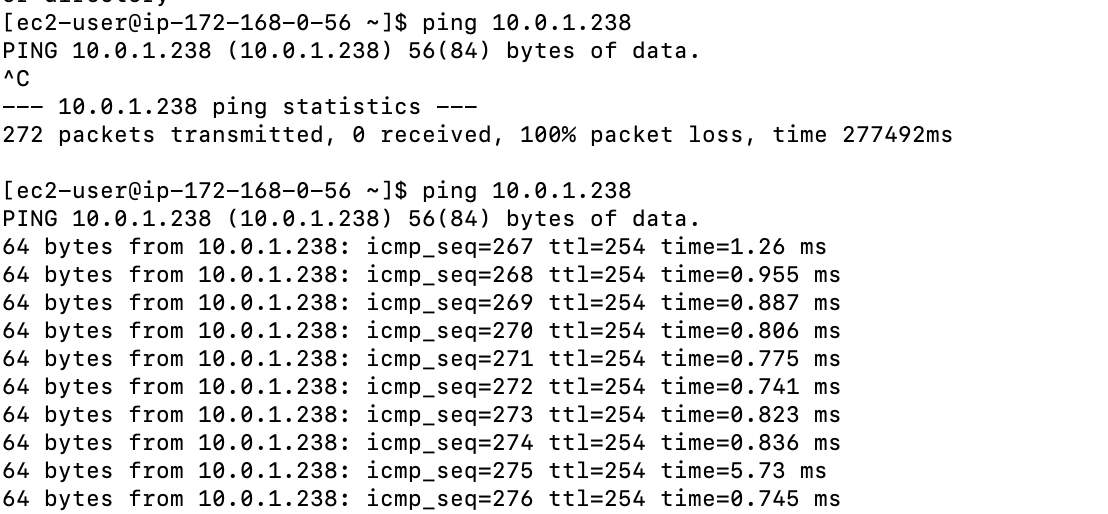 or directory
[ec2-user@ip-172-168-0-56 ~]$ ping 10.0.1.238
PING 10.0.1.238 (10.0.1.238) 56(84) bytes of data.
^C
--- 10.0.1.238 ping statistics ---
272 packets transmitted, 0 received, 100% packet loss, time 277492ms
[ec2-user@ip-172-168-0-56 ~]$ ping 10.0.1.238
PING 10.0.1.238 (10.0.1.238) 56(84) bytes of data.
64 bytes from 10.0.1.238: icmp_seq=267 ttl=254 time=1.26 ms
64 bytes from 10.0.1.238: icmp_seq=268 ttl=254 time=0.955 ms
64 bytes from 10.0.1.238: icmp_seq=269 ttl=254 time=0.887 ms
64 bytes from 10.0.1.238: icmp_seq=270 ttl=254 time=0.806 ms
64 bytes from 10.0.1.238: icmp_seq=271 ttl=254 time=0.775 ms
64 bytes from 10.0.1.238: icmp_seq=272 ttl=254 time=0.741 ms
64 bytes from 10.0.1.238: icmp_seq=273 ttl=254 time=0.823 ms
64 bytes from 10.0.1.238: icmp_seq=274 ttl=254 time=0.836 ms
64 bytes from 10.0.1.238: icmp_seq=275 ttl=254 time=5.73 ms
64 bytes from 10.0.1.238: icmp_seq=276 ttl=254 time=0.745 ms